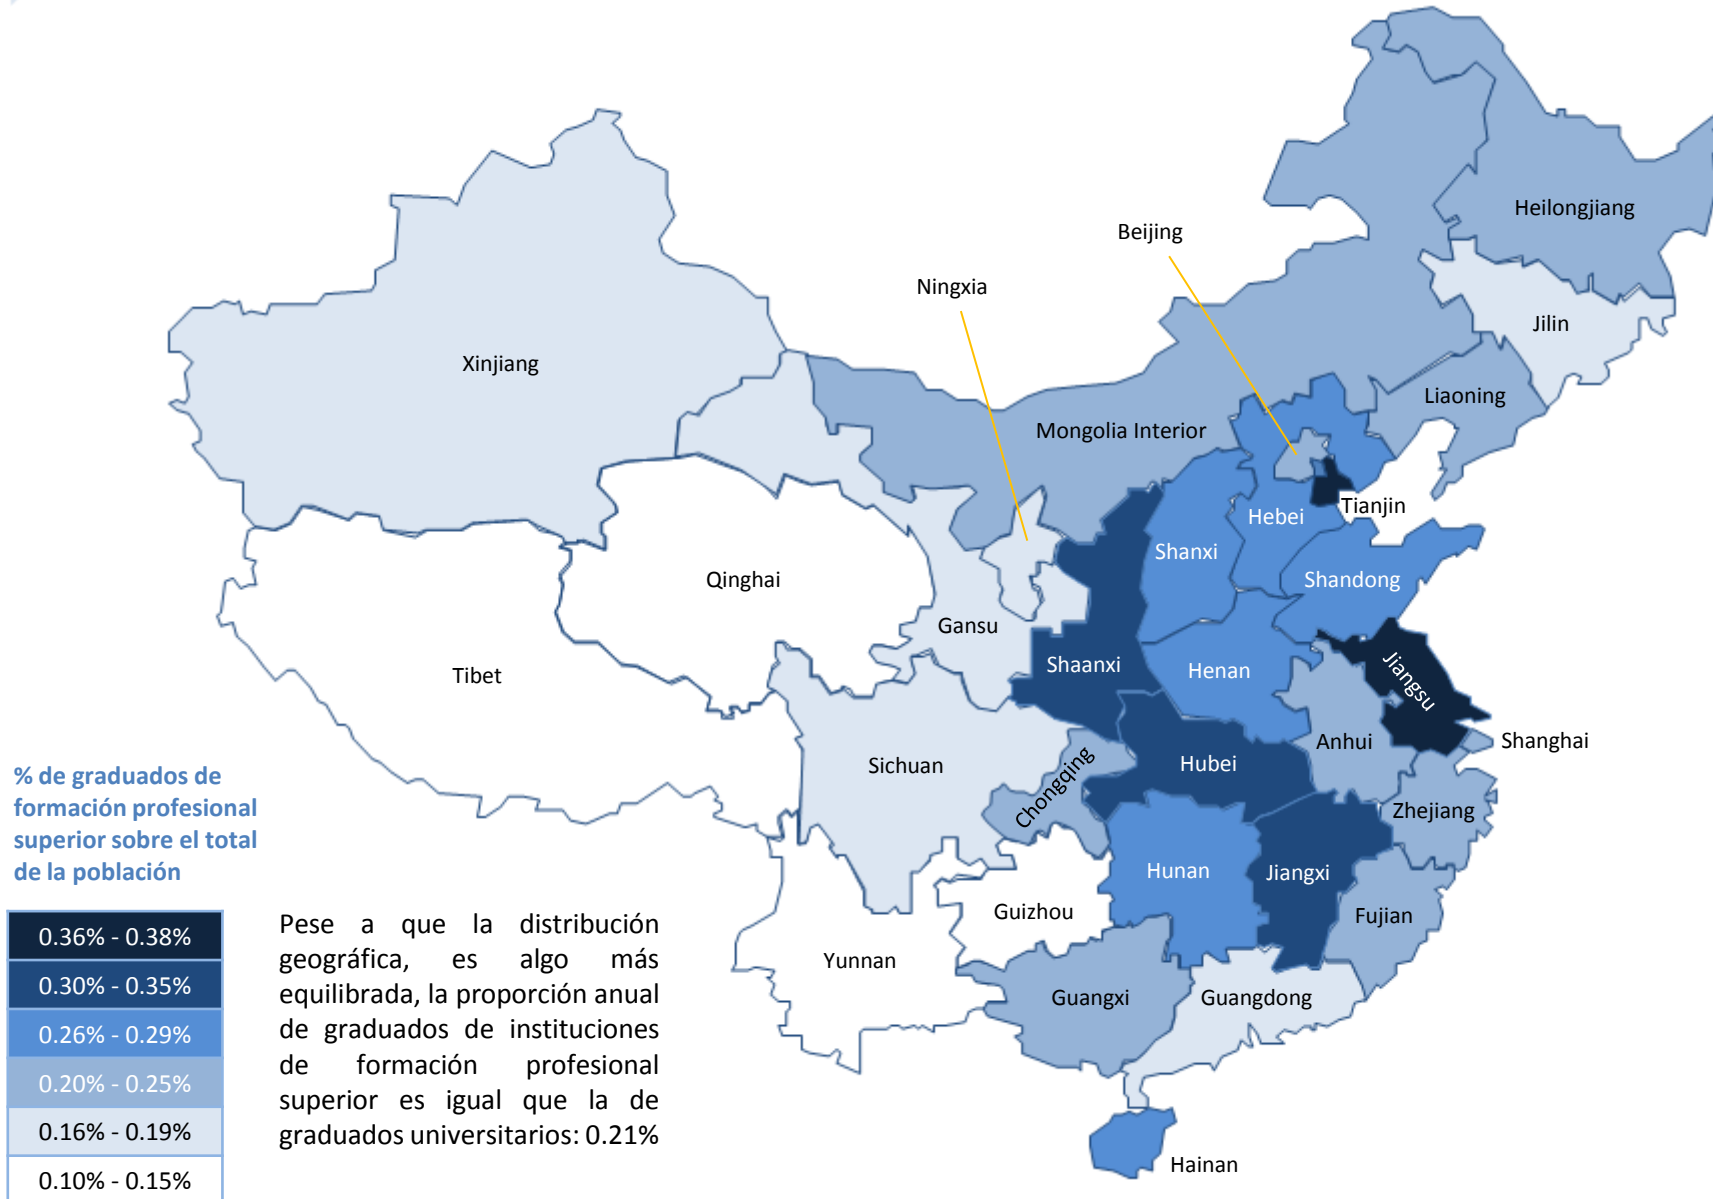 Heilongjiang
Beijing
Ningxia
Jilin
Xinjiang
Liaoning
Mongolia Interior
Tianjin
Hebei
Shanxi
Shandong
Qinghai
Gansu
Shaanxi
Henan
Jiangsu
Tibet
Shanghai
Anhui
Sichuan
Hubei
Chongqing
Zhejiang
Hunan
Jiangxi
Guizhou
Fujian
Yunnan
Guangxi
Guangdong
Hainan
% de graduados de
formación profesional
superior sobre el total
de la población
0.36% - 0.38%
0.30% - 0.35%
0.26% - 0.29%
0.20% - 0.25%
0.16% - 0.19%
0.10% - 0.15%
Pese a que la distribución
geográfica, es algo más
equilibrada, la proporción anual
de graduados de instituciones
de formación profesional
superior es igual que la de
graduados universitarios: 0.21%